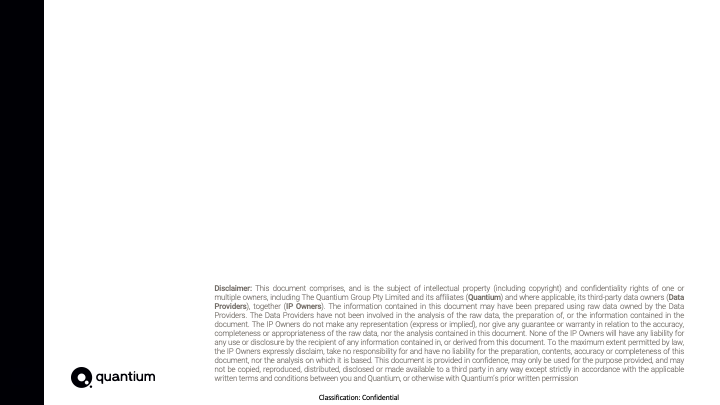 Disclaimer: This document comprises, and is the subject of intellectual property (including copyright) and confidentiality rights of one or
multiple owners, including The Quantium Group Pty Limited and its affiliates (Quantium) and where applicable, its third-party data owners (Data
Providers), together (IP Owners). The information contained in this document may have been prepared using raw data owned by the Data
Providers. The Data Providers have not been involved in the analysis of the raw data, the preparation of, or the information contained in the
document. The IP Owners do not make any representation (express or implied), nor give any guarantee or warranty in relation to the accuracy,
completeness or appropriateness of the raw data, nor the analysis contained in this document. None of the IP Owners will have any liability for
any use or disclosure by the recipient of any information contained in, or derived from this document. To the maximum extent permitted by law,
the IP Owners expressly disclaim, take no responsibility for and have no liability for the preparation, contents, accuracy or completeness of this
document, nor the analysis on which it is based. This document is provided in confidence, may only be used for the purpose provided, and may
not be copied, reproduced, distributed, disclosed or made available to a third party in any way except strictly in accordance with the applicable
written terms and conditions between you and Quantium, or otherwise with Quantium's prior written permission
quantium
Classification: Confidential